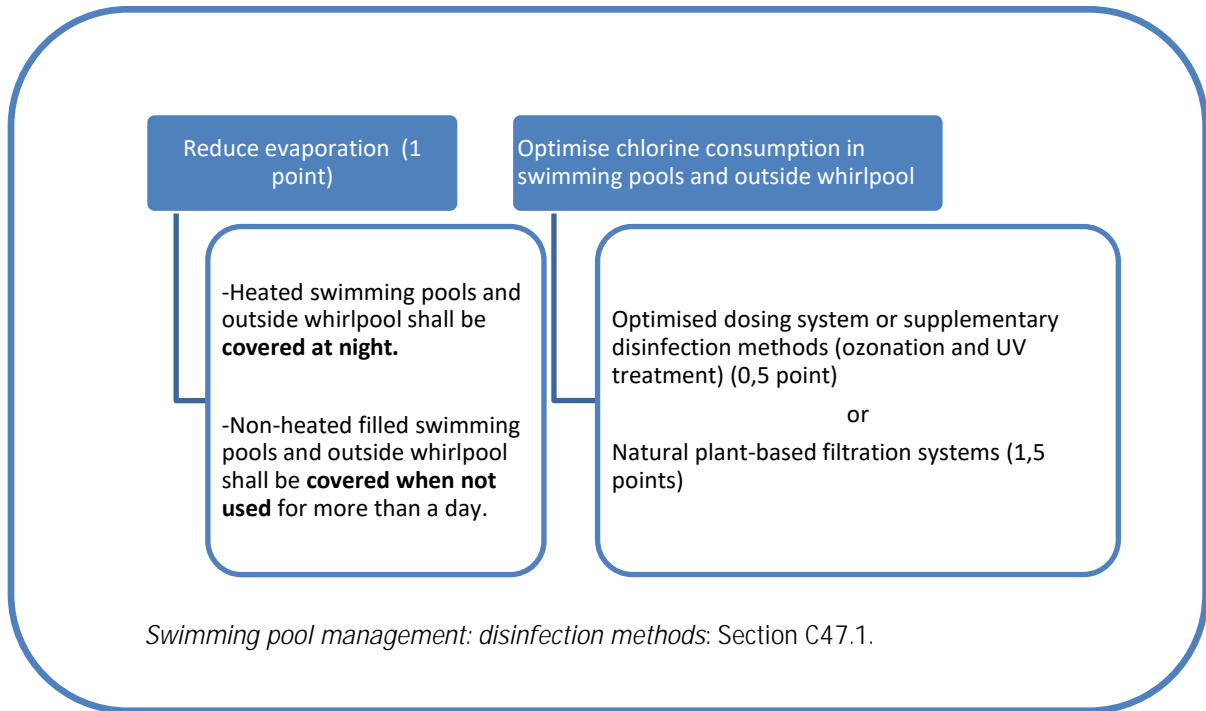 Reduce evaporation (1
point)
-Heated swimming pools and
outside whirlpool shall be
covered at night.
-Non-heated filled swimming
pools and outside whirlpool
shall be covered when not
used for more than a day.
Optimise chlorine consumption in
swimming pools and outside whirlpool
Optimised dosing system or supplementary
disinfection methods (ozonation and UV
treatment) (0,5 point)
or
Natural plant-based filtration systems (1,5
points)
Swimming pool management: disinfection methods: Section C47.1.